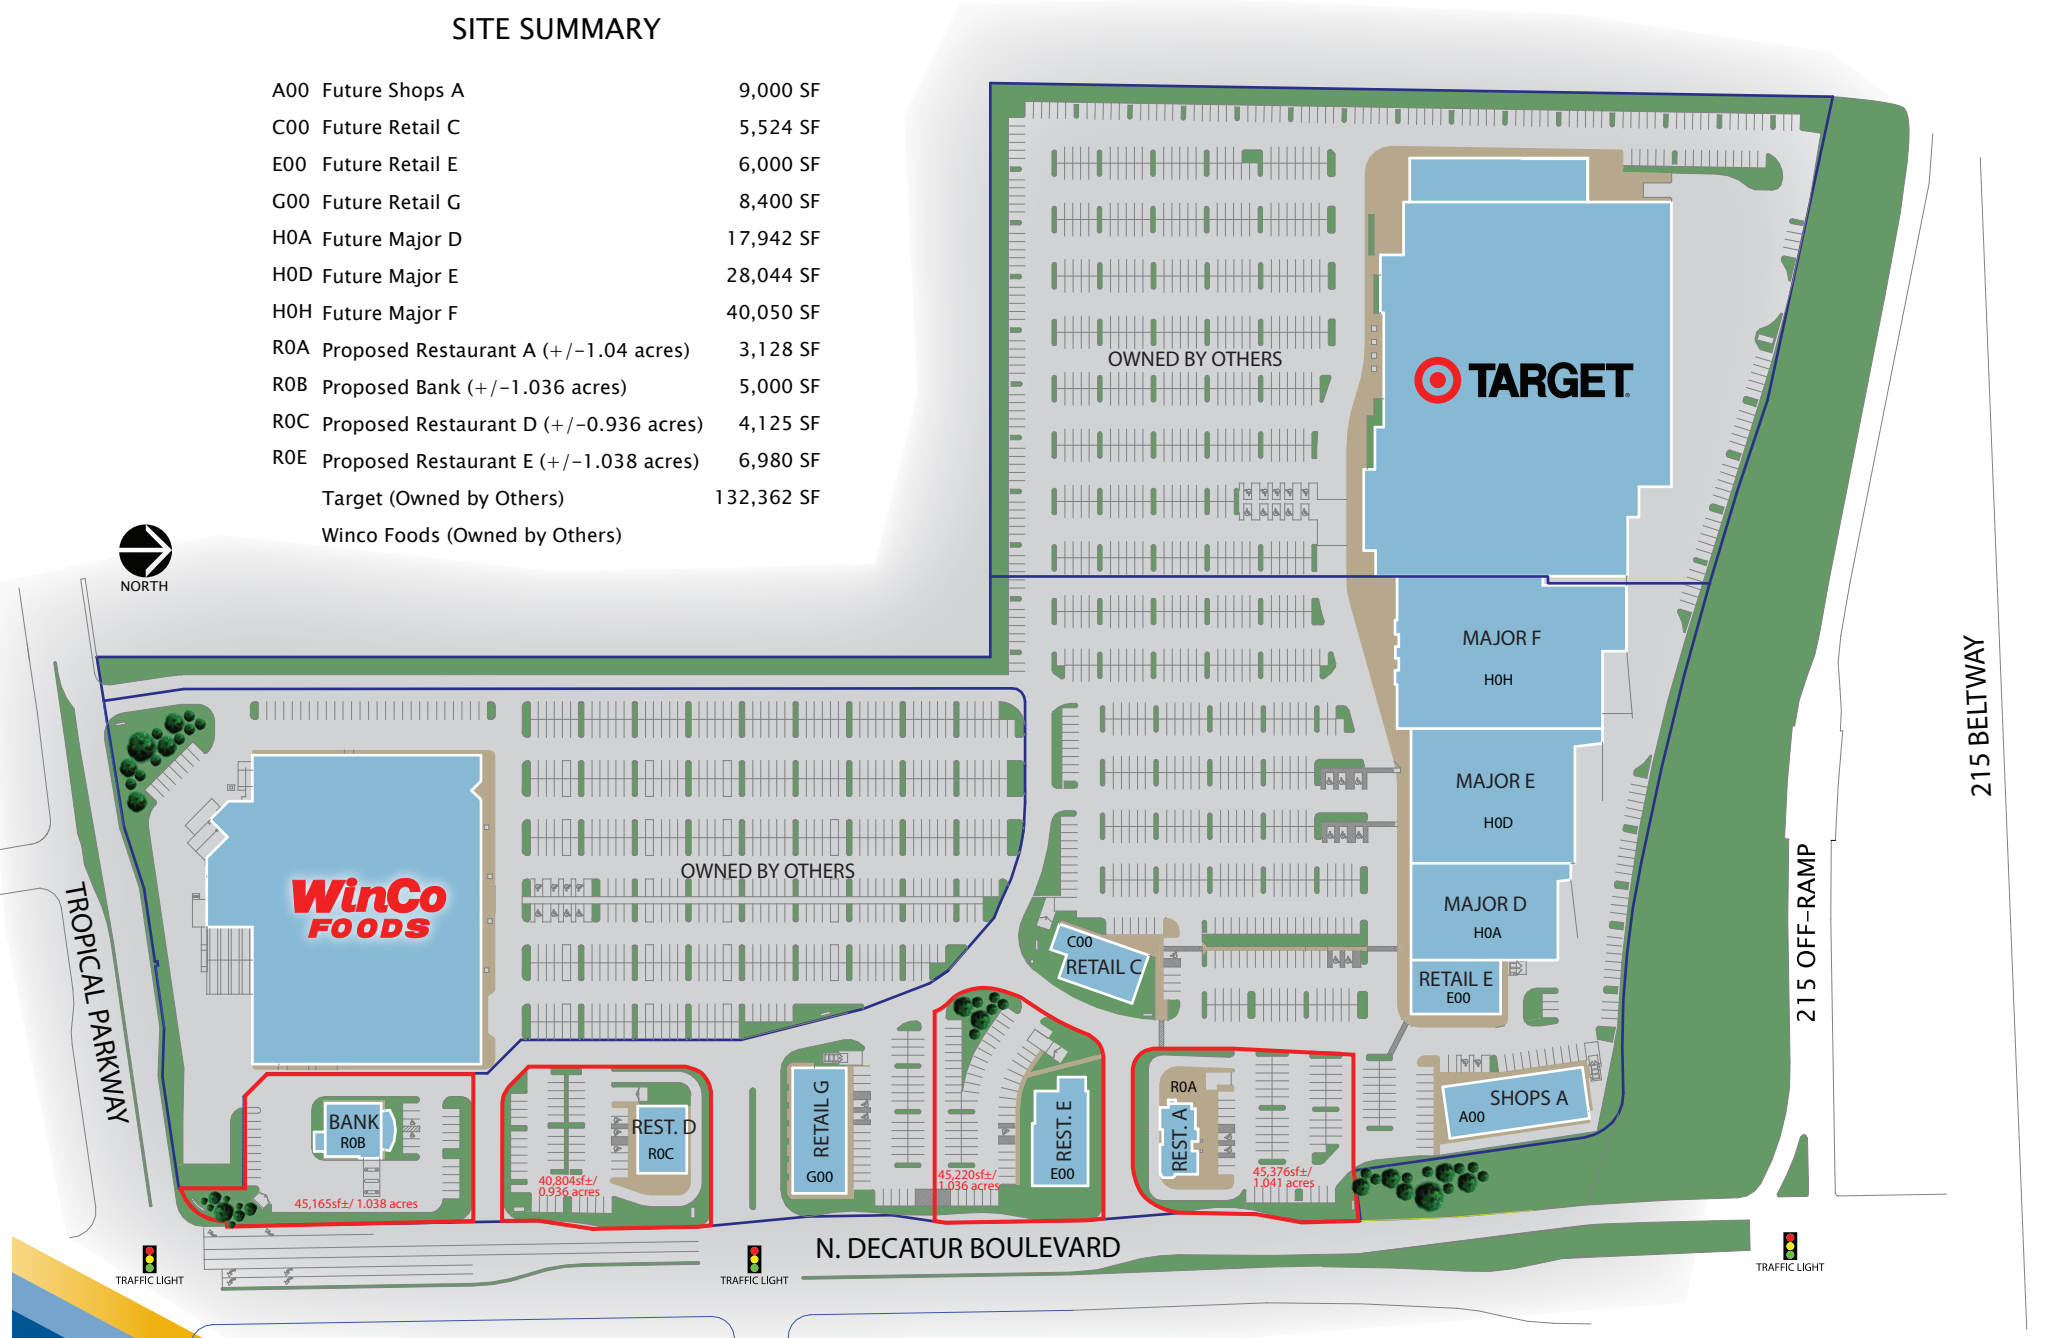 SITE SUMMARY
A00 Future Shops A 9,000 SF
C00 Future Retail C 5,524 SF
E00 Future Retail E 6,000 SF
G00 Future Retail G 8,400 SF
H0A Future Major D 17,942 SF
H0D Future Major E 28,044 SF
H0H Future Major F 40,050 SF
R0A Proposed Restaurant A (+/-1.04 acres) 3,128 SF
R0B Proposed Bank (+/-1.036 acres) 5,000 SF
R0C Proposed Restaurant D (+/-0.936 acres) 4,125 SF
R0E Proposed Restaurant E (+/-1.038 acres) 6,980 SF
Target (Owned by Others) 132,362 SF
Winco Foods (Owned by Others)
NORTH
OWNED BY OTHERS
TARGET
MAJOR F
H0H
MAJOR E
H0D
MAJOR D
H0A
RETAIL E
E00
215 BELTWAY
215 OFF-RAMP
TROPICAL PARKWAY
WinCo
FOODS
OWNED BY OTHERS
C00
RETAIL C
BANK
R0B
45,165sf±/ 1.038 acres
REST. D
R0C
40,804sf±/
0.936 acres
RETAIL G
G00
45,220sf±/
1.036 acres
REST. E
E00
R0A
REST. A
45,376sf±/
1.041 acres
SHOPS A
A00
N. DECATUR BOULEVARD
TRAFFIC LIGHT
TRAFFIC LIGHT
TRAFFIC LIGHT